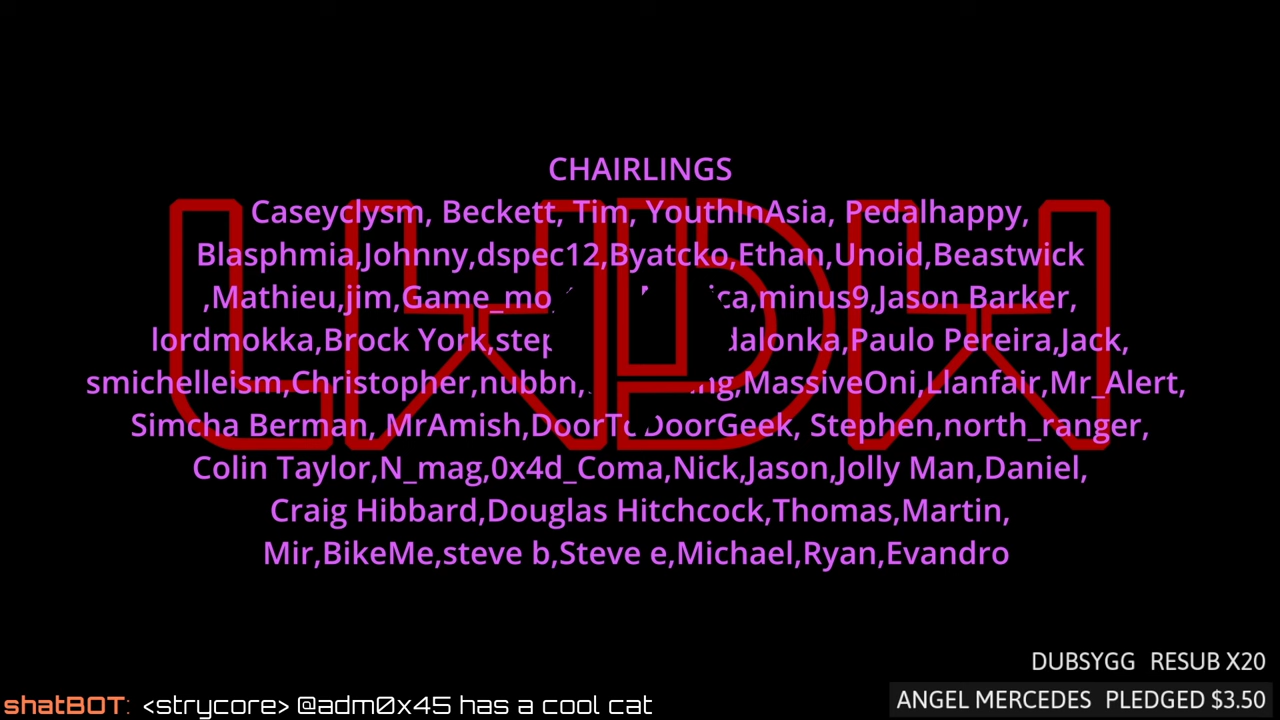 CHAIRLINGS
Caseyclysm, Beckett, Tim, YouthInAsia, Pedalhappy,
Blasphmia,Johnny,dspec12,Byatcko,Ethan,Unoid,Beastwick
,Mathieu,jim, minus9,Jason Barker,
lordmokka,Brock York, Paulo Pereira,Jack,
smichelleism,Christopher,nubbn, MassiveOni,Llanfair,Mr_Alert,
Simcha Berman, MrAmish,DoorToDoorGeek, Stephen,north_ranger,
Colin Taylor,N_mag,0x4d_Coma,Nick,Jason,Jolly Man,Daniel,
Craig Hibbard,Douglas Hitchcock,Thomas,Martin,
Mir,BikeMe,steve b,Steve e,Michael,Ryan,Evandro
DUBSYGG RESUB X20
ANGEL MERCEDES PLEDGED $3.50
shatBOT: <strycore> @adm0x45 has a cool cat